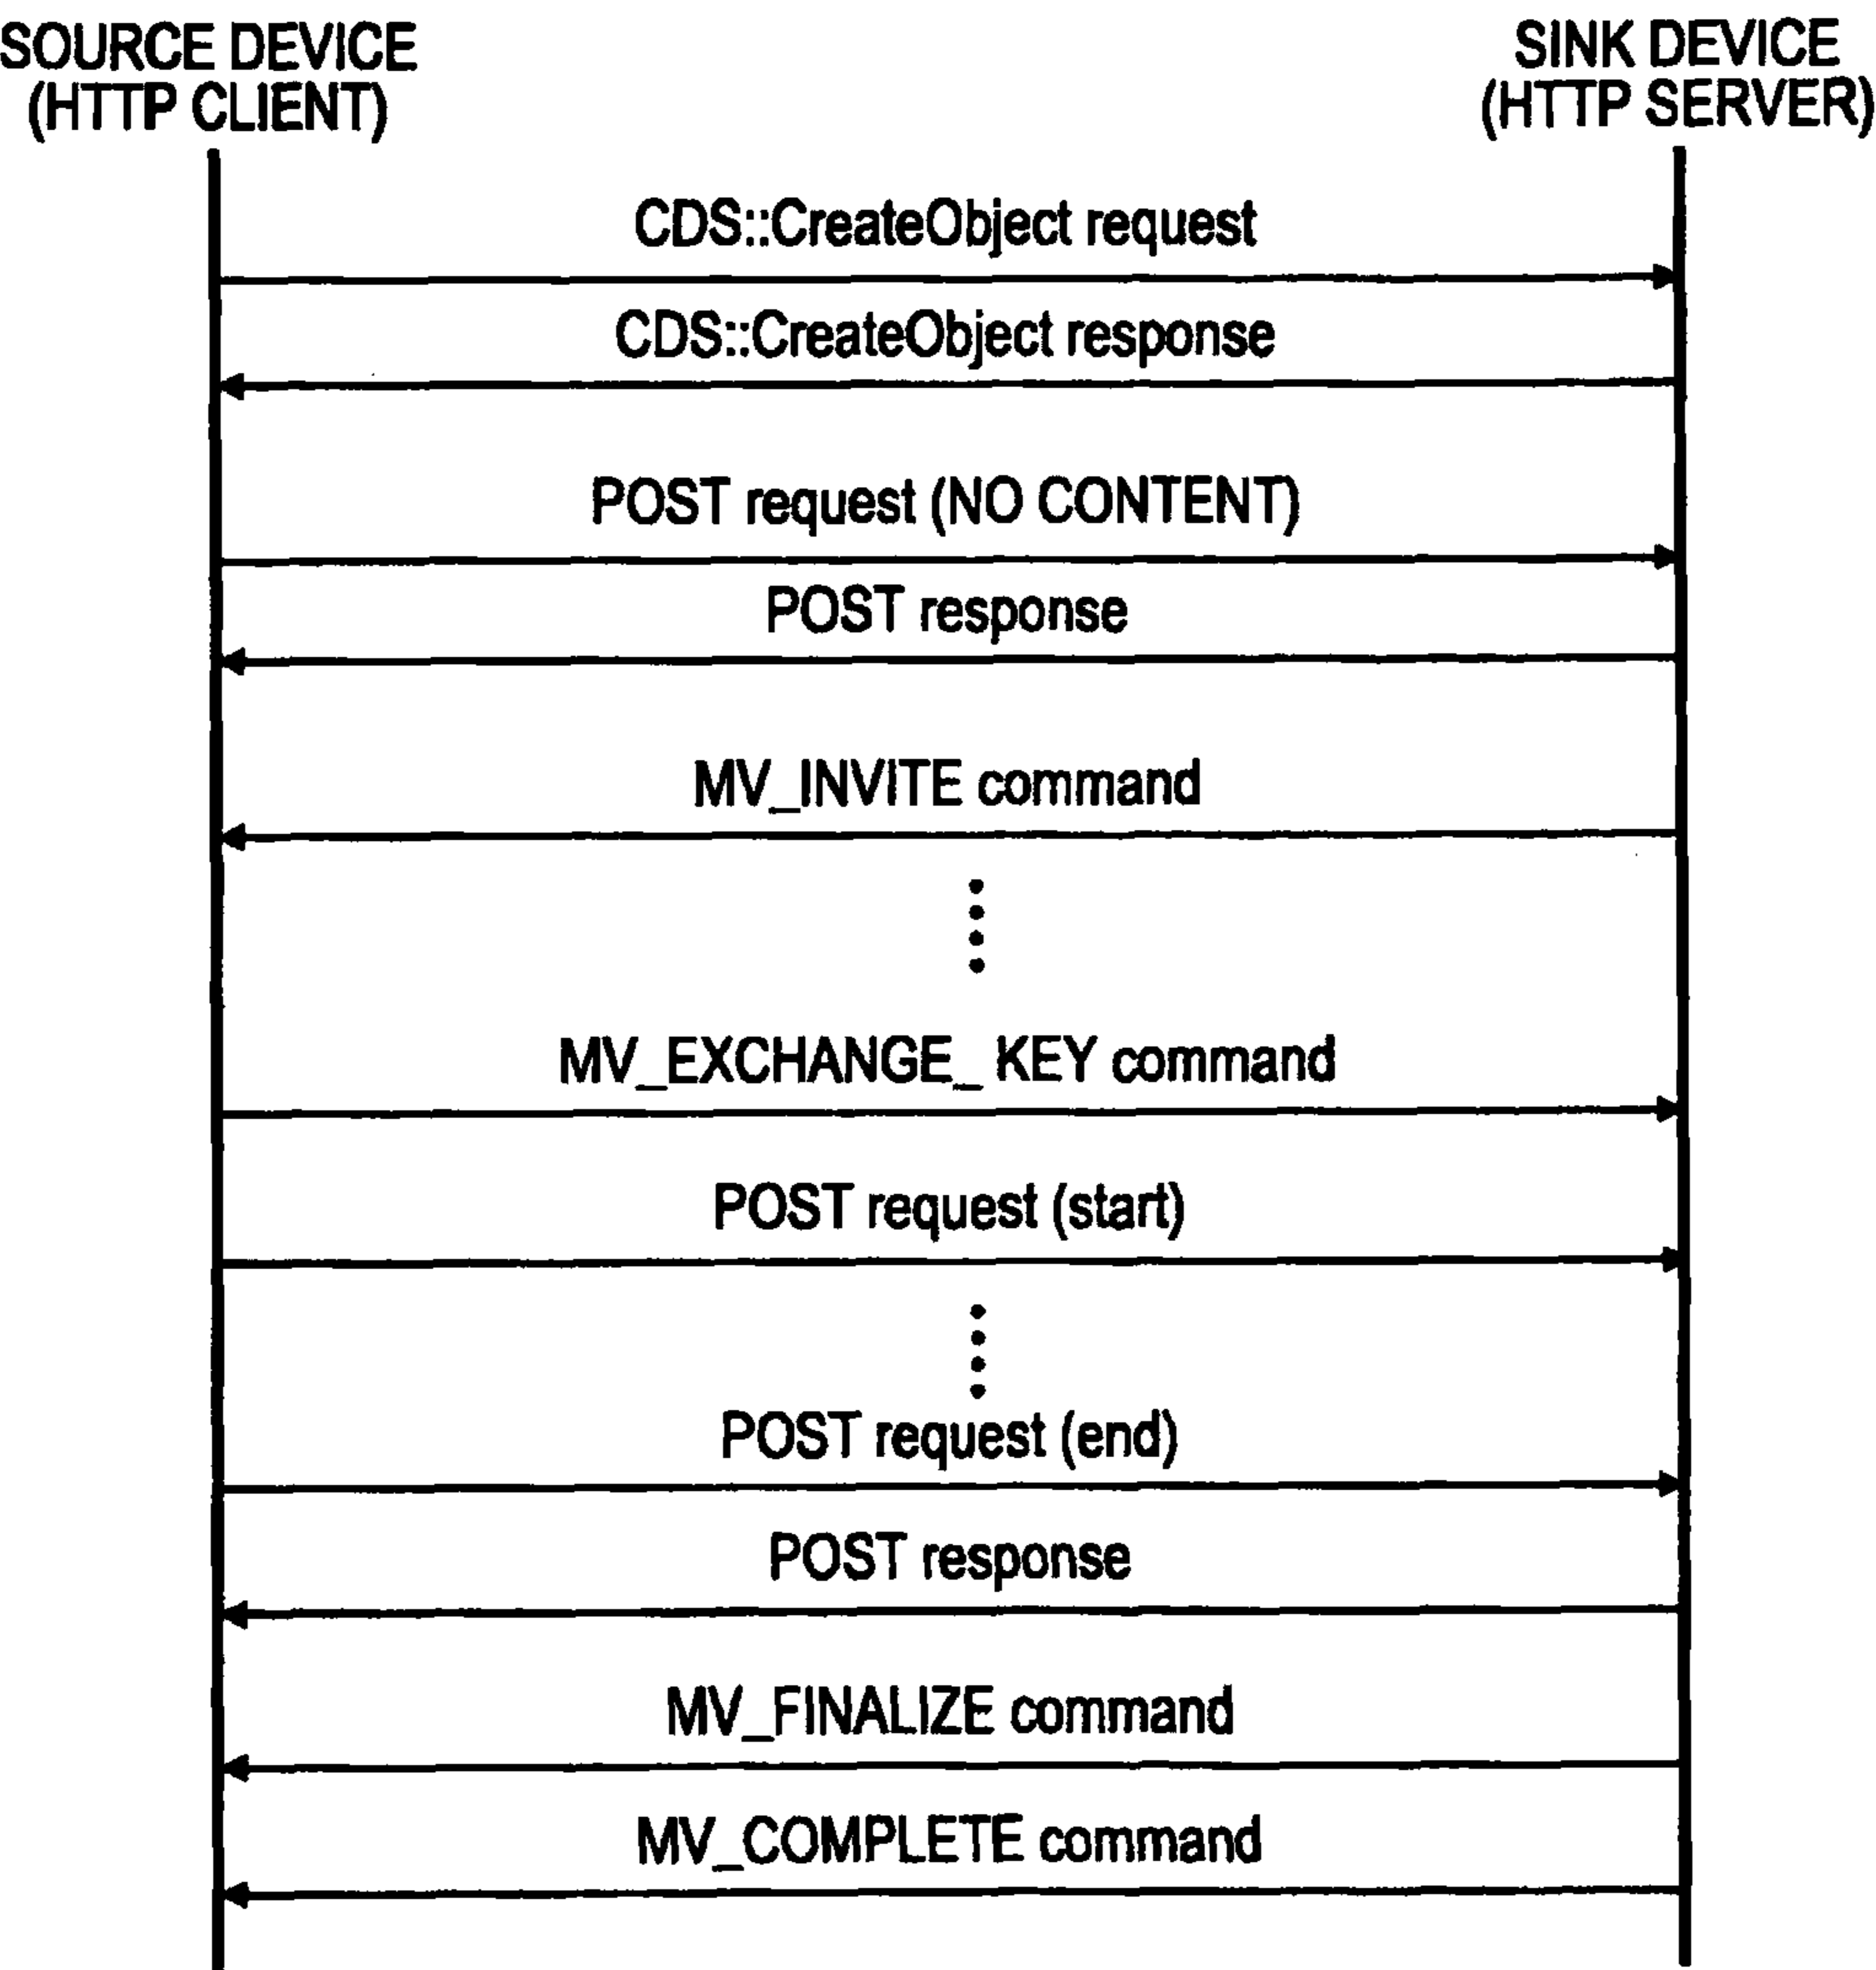 SOURCE DEVICE
(HTTP CLIENT)
SINK DEVICE
(HTTP SERVER)
CDS::CreateObject request
CDS::CreateObject response
POST request (NO CONTENT)
POST response
MV_INVITE command
MV_EXCHANGE_ KEY command
POST request (start)
POST request (end)
POST response
MV_FINALIZE command
MV_COMPLETE command